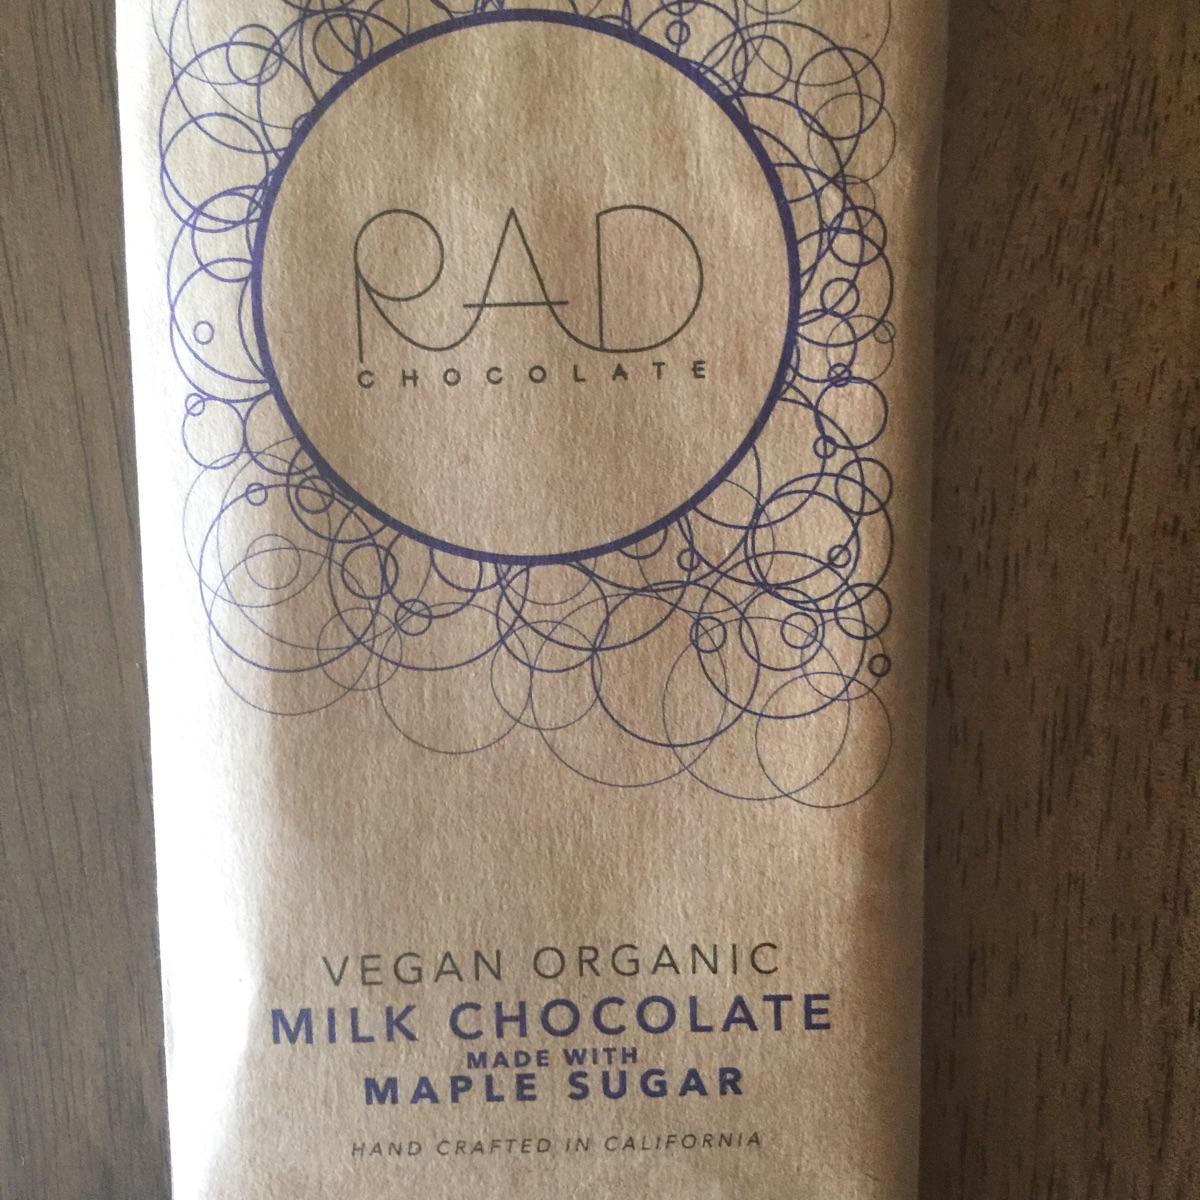 RAD
CHOCOLATE
VEGAN ORGANIC
MILK CHOCOLATE
MADE WITH
MAPLE SUGAR
HAND CRAFTED IN CALIFORNIA